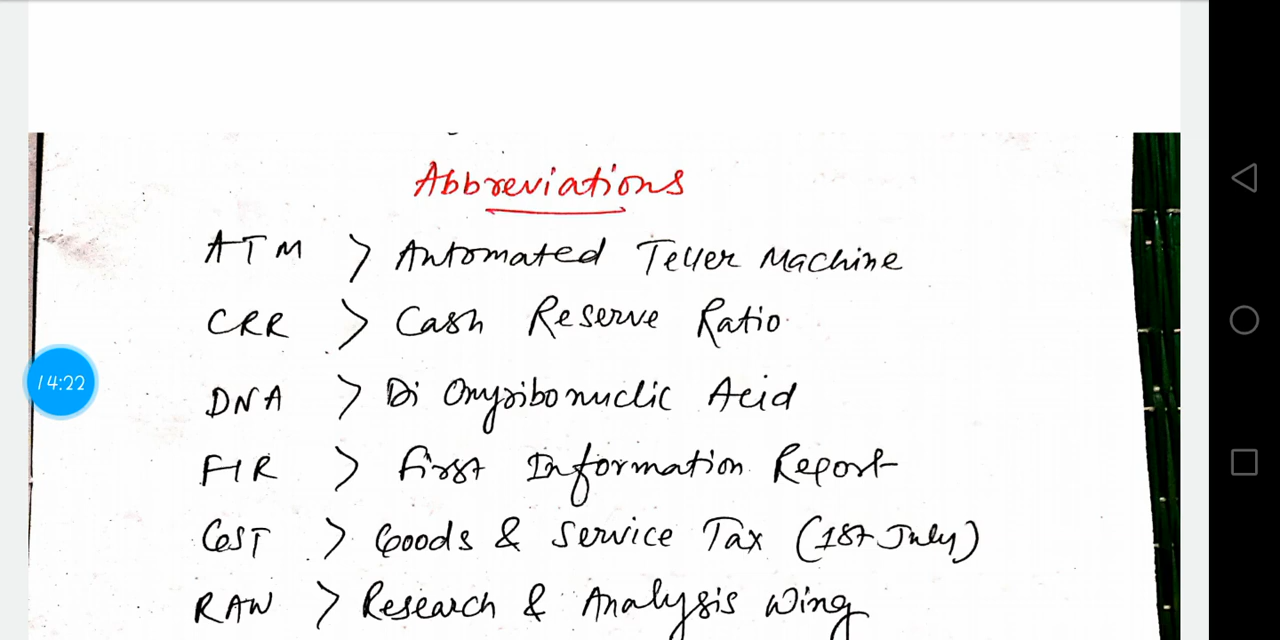 Abbreviations
ATM > Automated Teller Machine
CRR > Cash Reserve Ratio
14:22
DNA > Di Oxyribonuclic Acid
FIR > First Information Report
GST > Goods & Service Tax (1st July)
RAW > Research & Analysis Wing